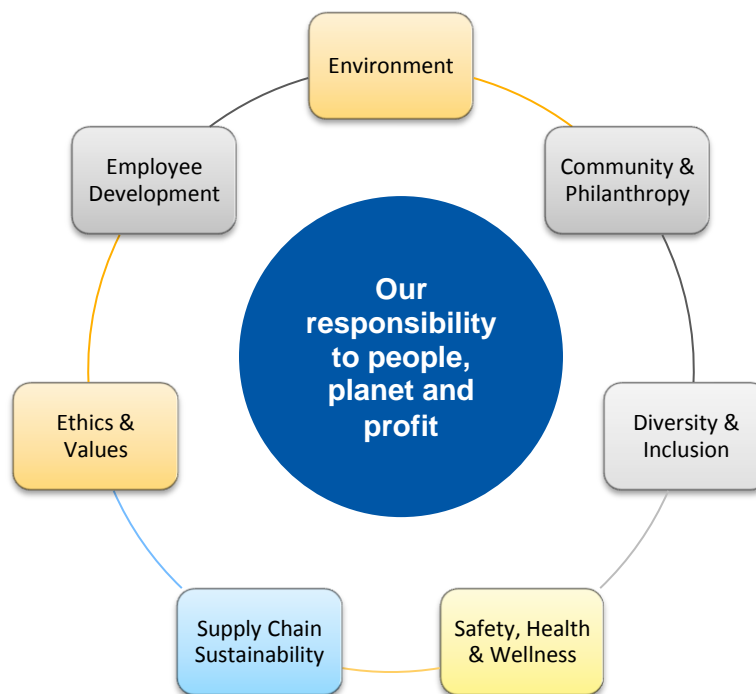 Environment
Community &
Philanthropy
Diversity &
Inclusion
Safety, Health
& Wellness
Supply Chain
Sustainability
Ethics &
Values
Employee
Development
Our
responsibility
to people,
planet and
profit